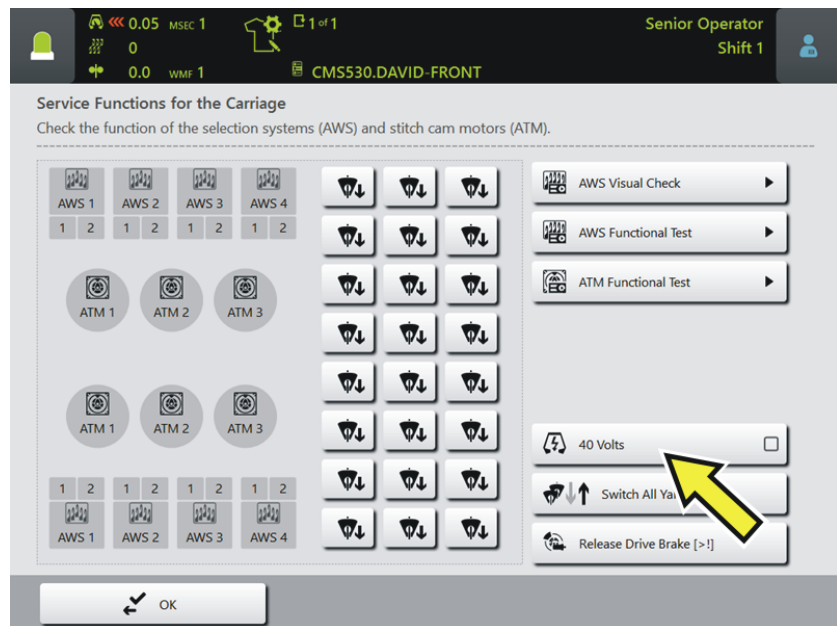 0.05 MSEC 1
1 of 1
Senior Operator
0
Shift 1
0.0 WMF 1
CMS530.DAVID-FRONT
Service Functions for the Carriage
Check the function of the selection systems (AWS) and stitch cam motors (ATM).
AWS 1 AWS 2 AWS 3 AWS 4
1 2 1 2 1 2 1 2
ATM 1 ATM 2 ATM 3
ATM 1 ATM 2 ATM 3
1 2 1 2 1 2 1 2
AWS 1 AWS 2 AWS 3 AWS 4
AWS Visual Check
AWS Functional Test
ATM Functional Test
40 Volts
Switch All
Release Drive Brake [>!]
OK